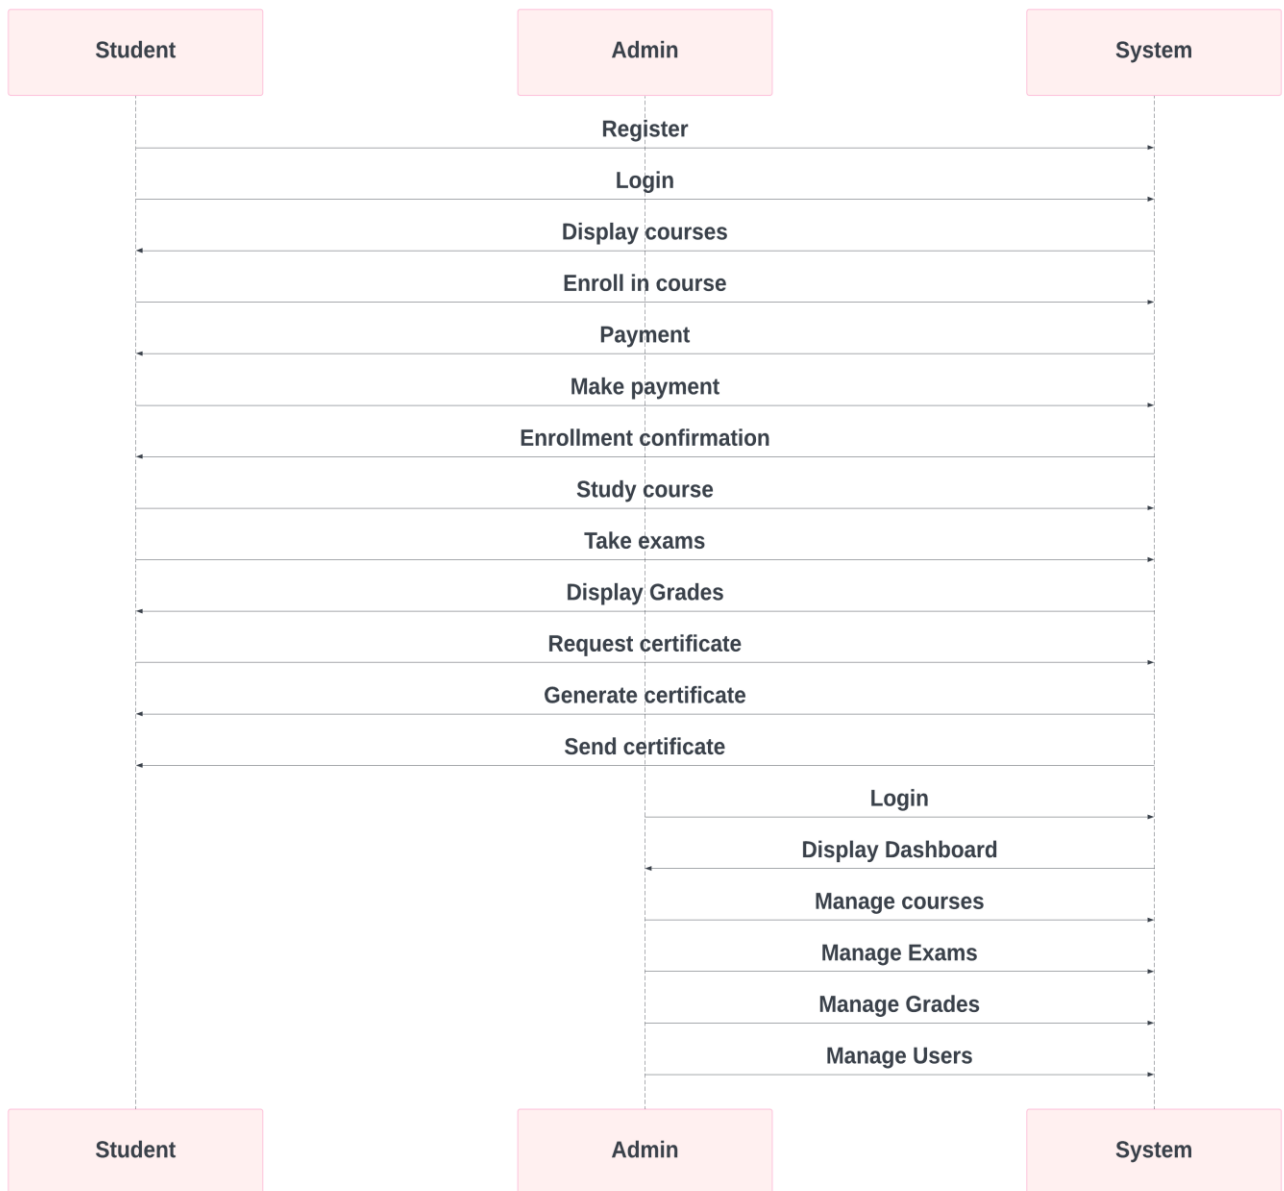 Student Admin System
Register
Login
Display courses
Enroll in course
Payment
Make payment
Enrollment confirmation
Study course
Take exams
Display Grades
Request certificate
Generate certificate
Send certificate
Login
Display Dashboard
Manage courses
Manage Exams
Manage Grades
Manage Users
Student Admin System